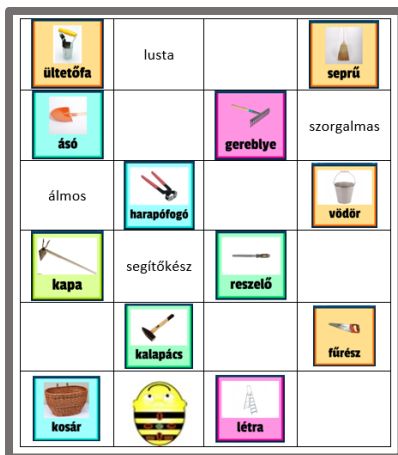 ültetőfa
lusta
seprű
ásó
gereblye
szorgalmas
álmos
harapófogó
vödör
kapa
segítőkész
reszelő
kalapács
fűrész
kosár
létra